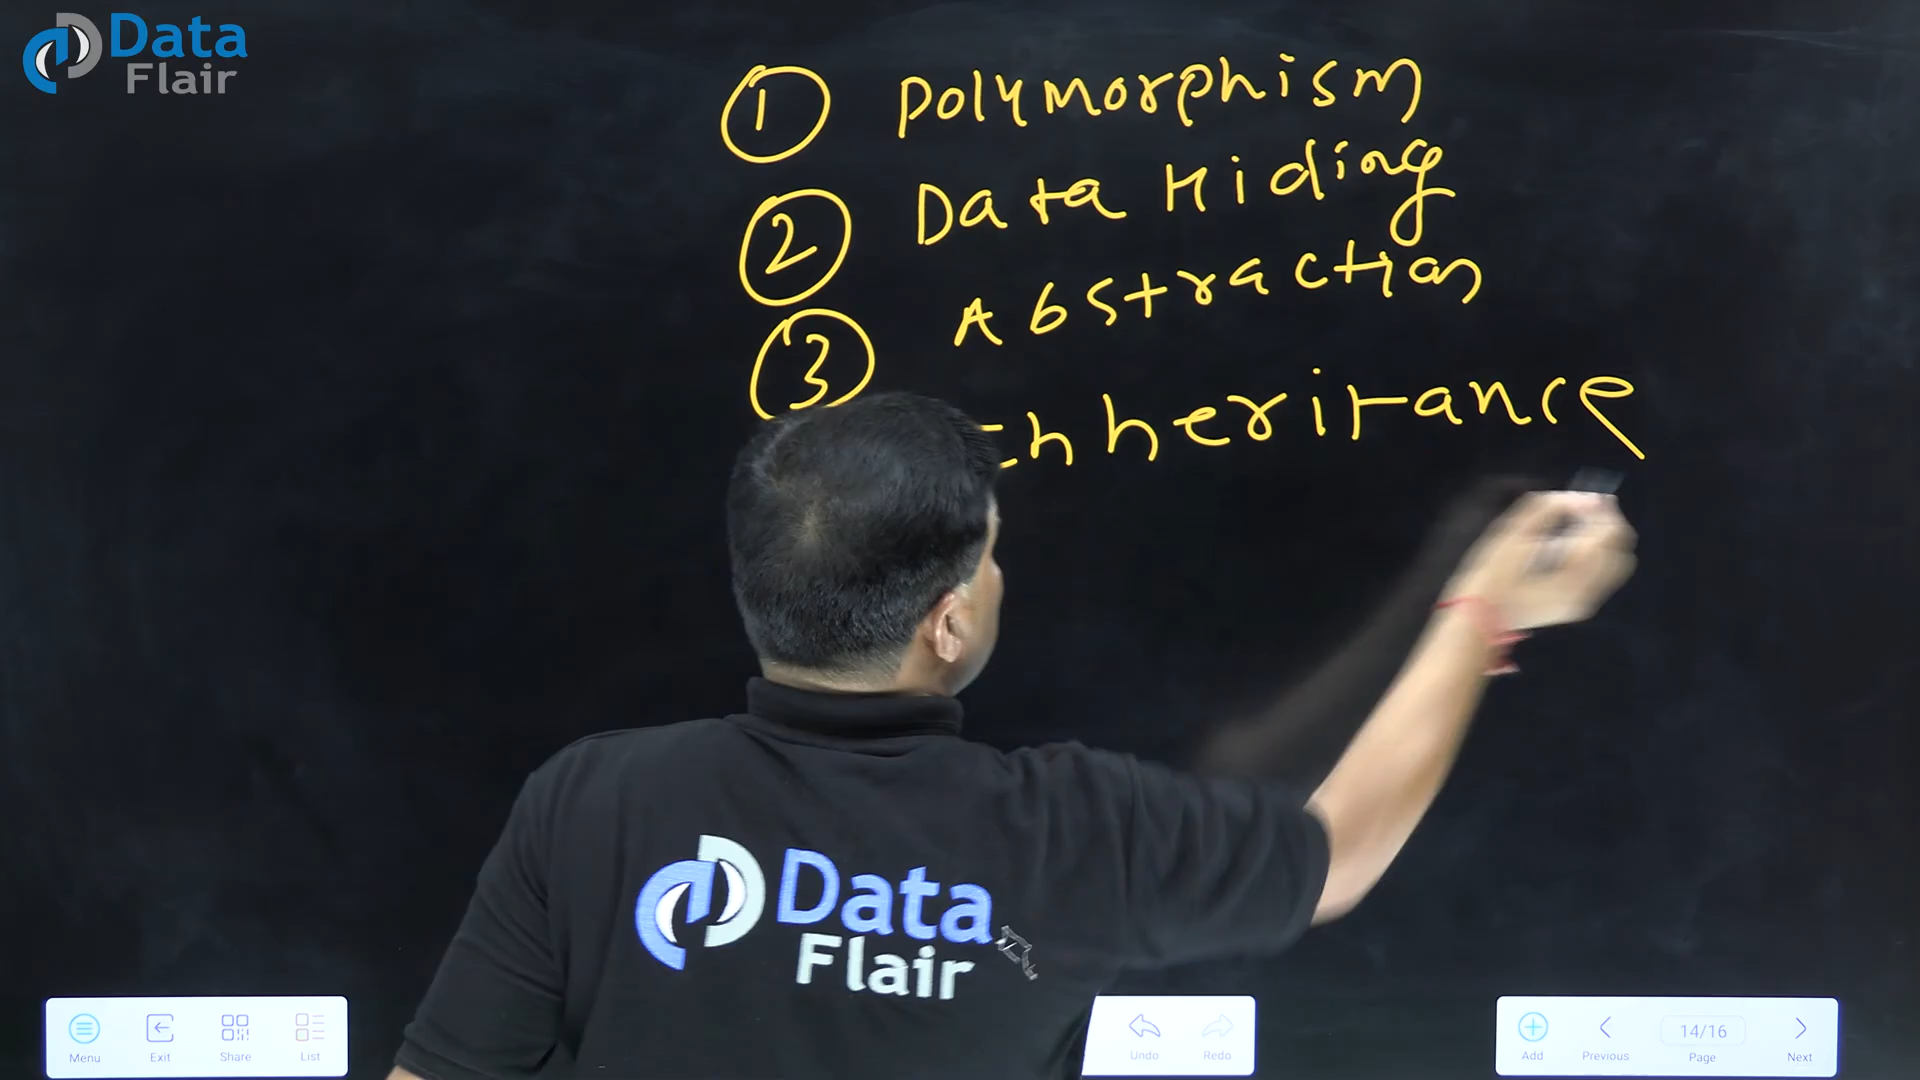 Data
Flair
1 Polymorphism
2 Data Hiding
3 Abstraction
Inheritance
Data
Flair
Menu Exit Share List
Undo Redo
Add Previous 14/16 Page Next